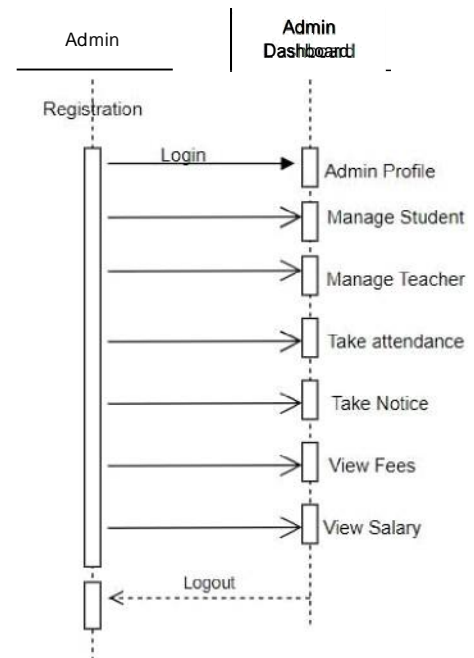 Admin
Admin
Dashboard
Registration
Login
Admin Profile
Manage Student
Manage Teacher
Take attendance
Take Notice
View Fees
View Salary
Logout